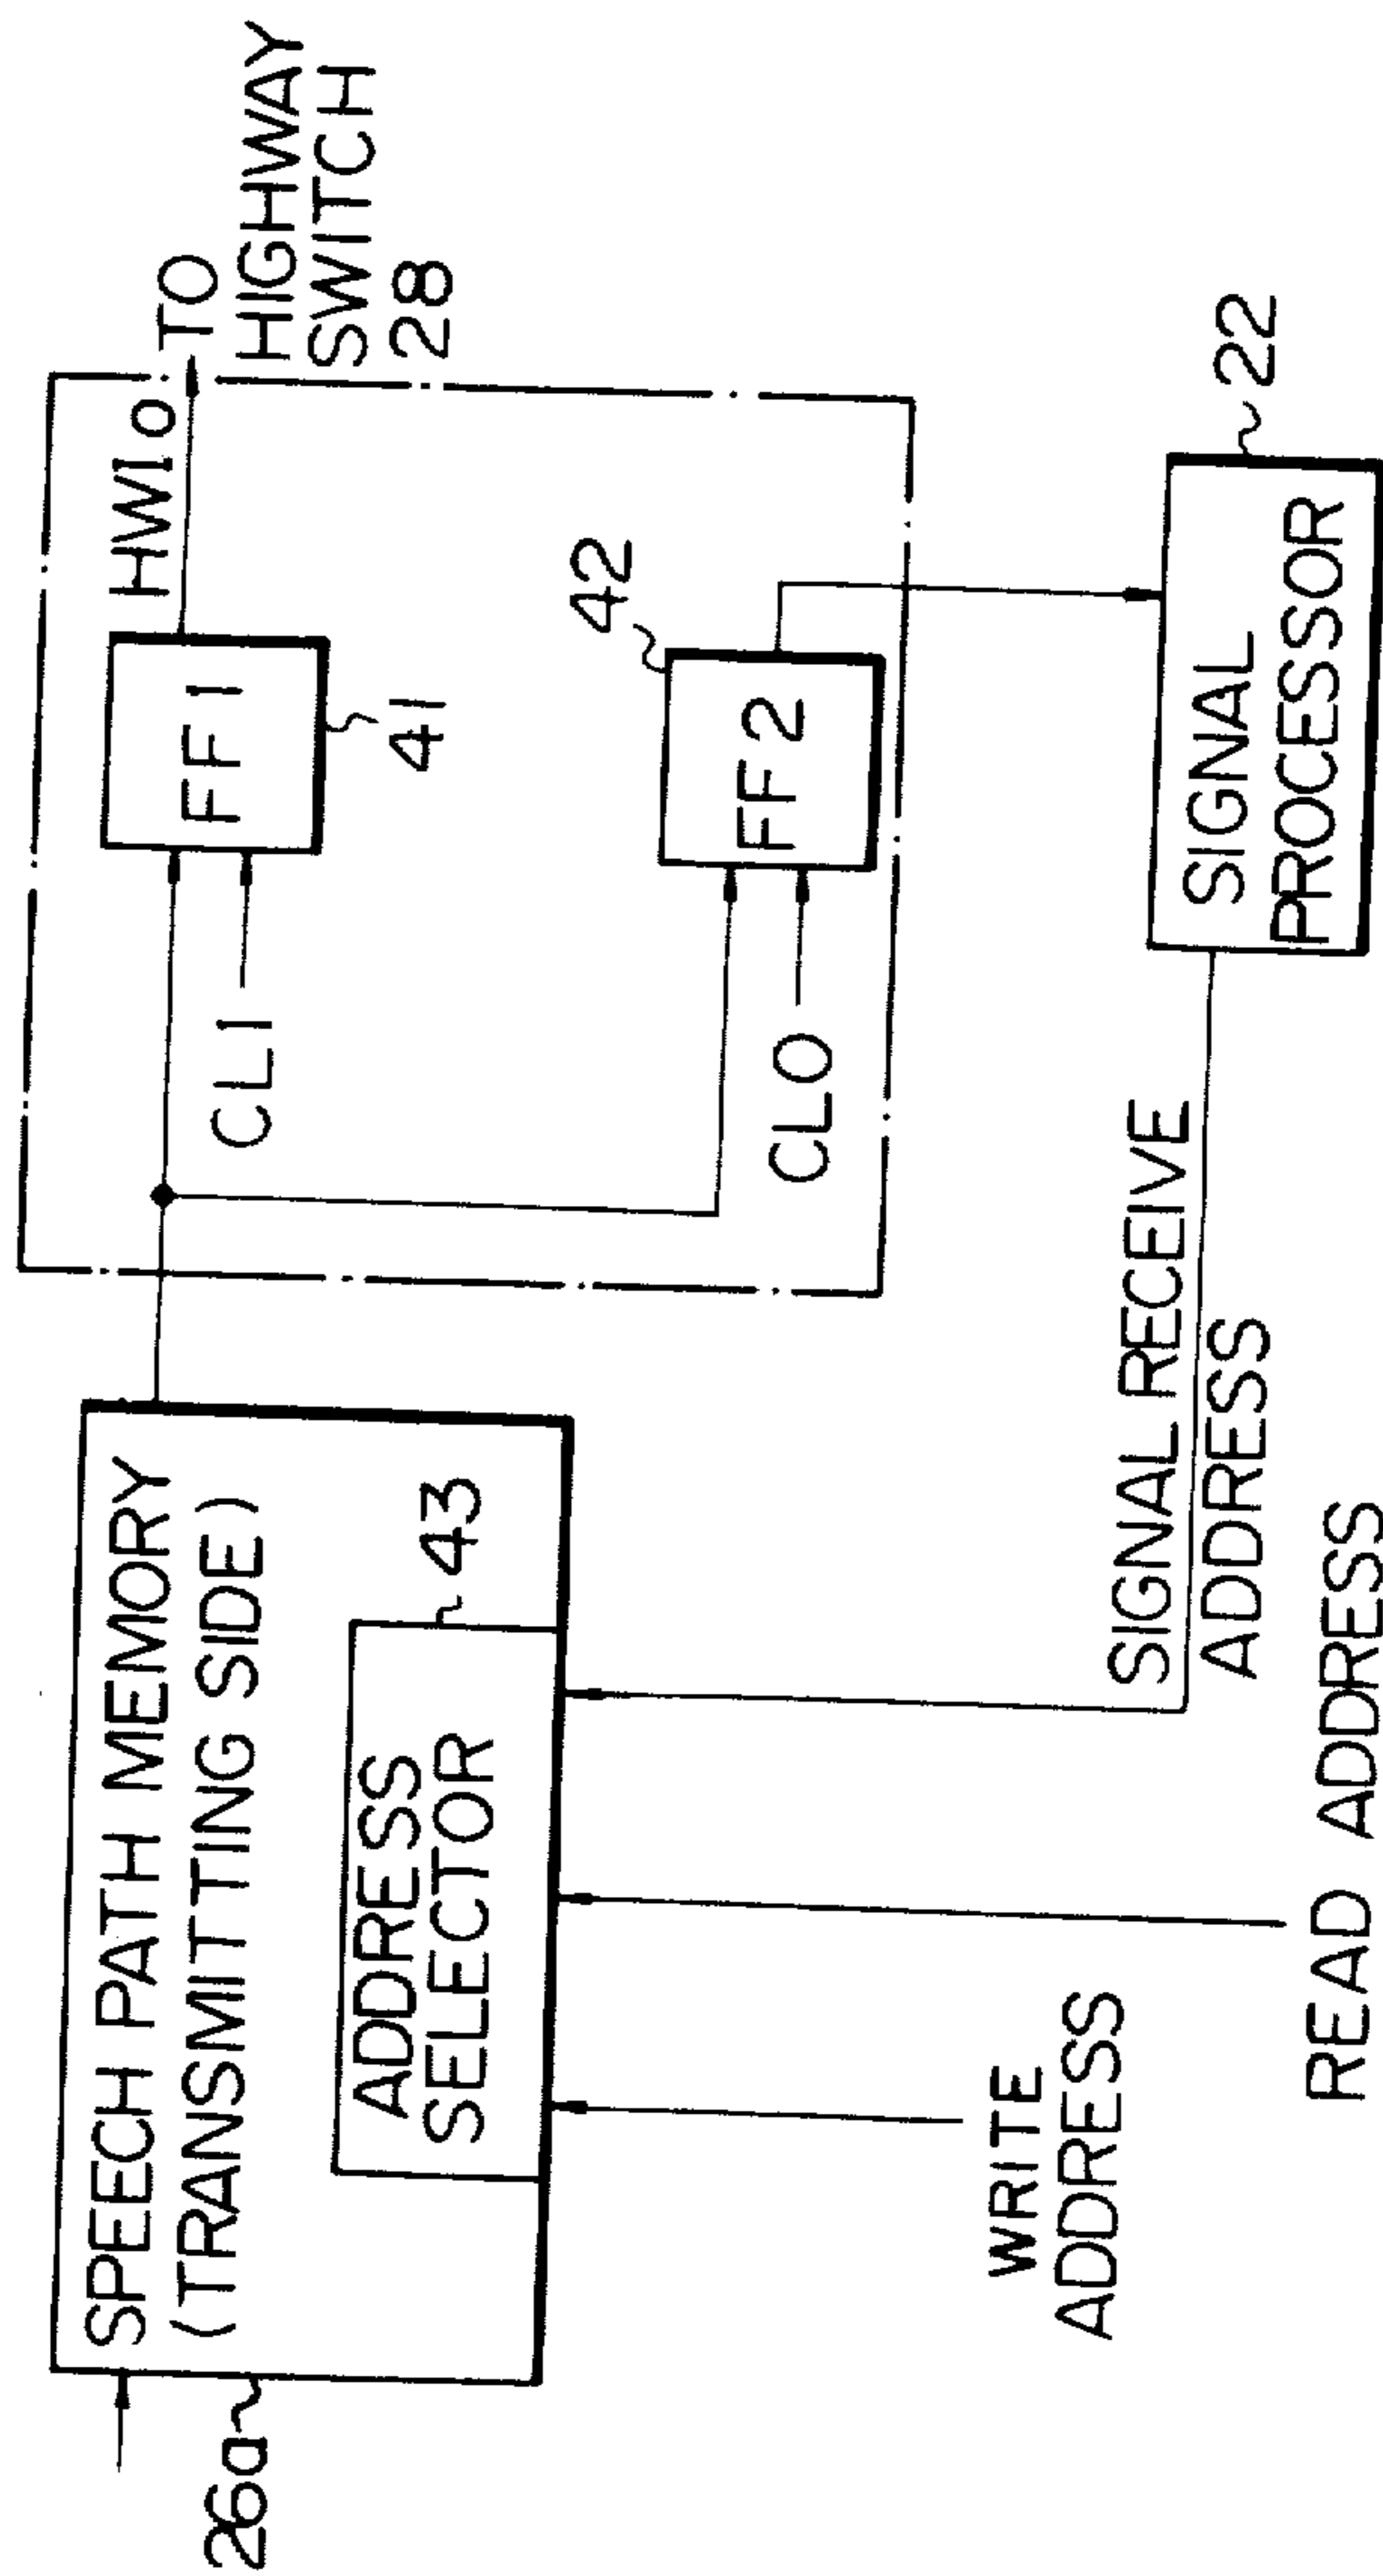 SPEECH PATH MEMORY
(TRANSMITTING SIDE)
26a
ADDRESS
SELECTOR
43
WRITE
ADDRESS
READ ADDRESS
SIGNAL RECEIVE
ADDRESS
CL1
FF1
41
HW1o
TO
HIGHWAY
SWITCH
28
CL0
FF2
42
SIGNAL
PROCESSOR
22